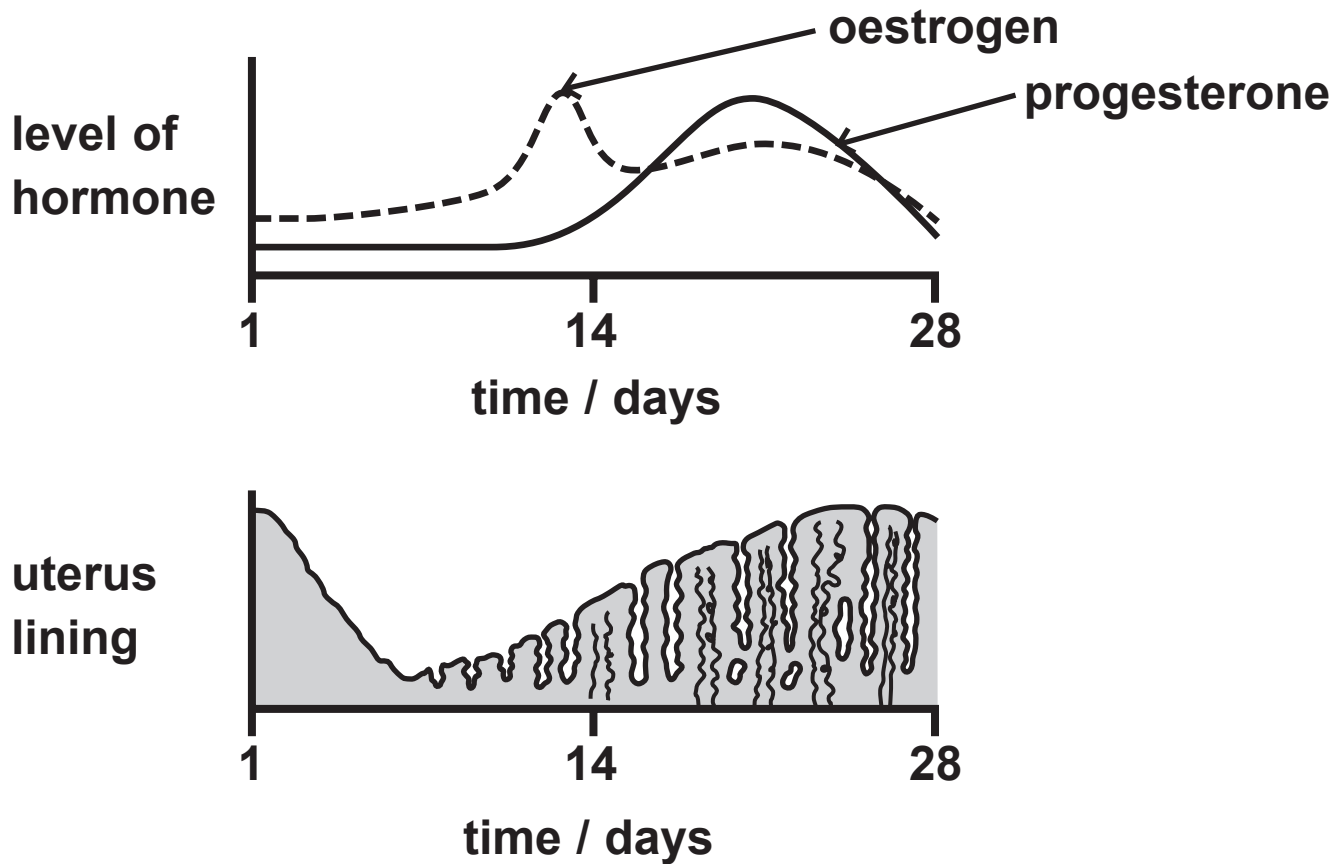 oestrogen
progesterone
level of
hormone
1 14 28
time / days
uterus
lining
1 14 28
time / days